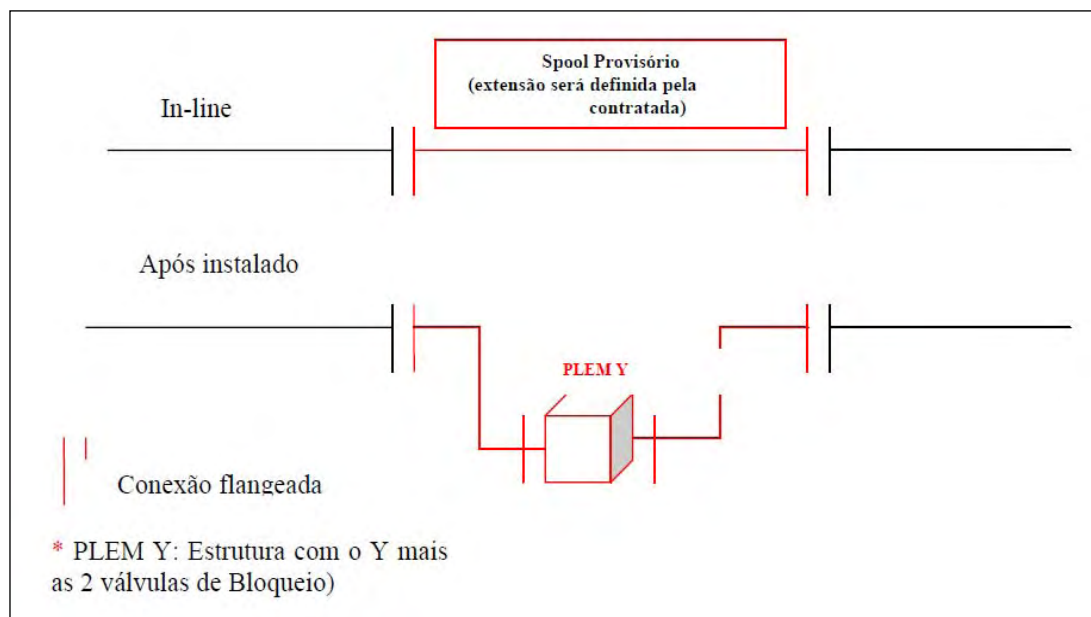 Spool Provisório
(extensão será definida pela
contratada)
In-line
Após instalado
PLEM Y
Conexão flangeada
* PLEM Y: Estrutura com o Y mais
as 2 válvulas de Bloqueio)